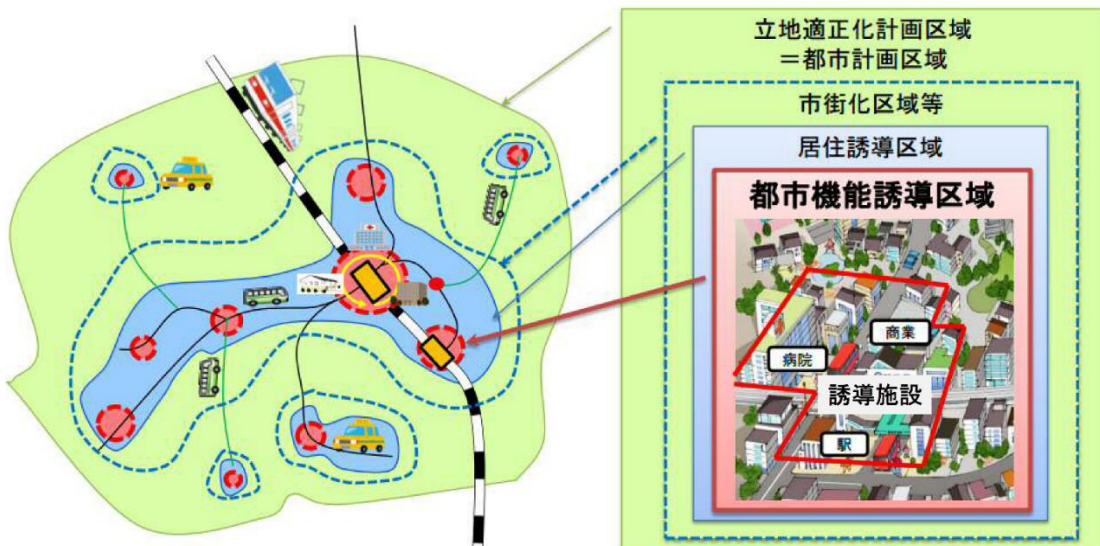 立地適正化計画区域
＝都市計画区域
市街化区域等
居住誘導区域
都市機能誘導区域
商業
病院
誘導施設
駅